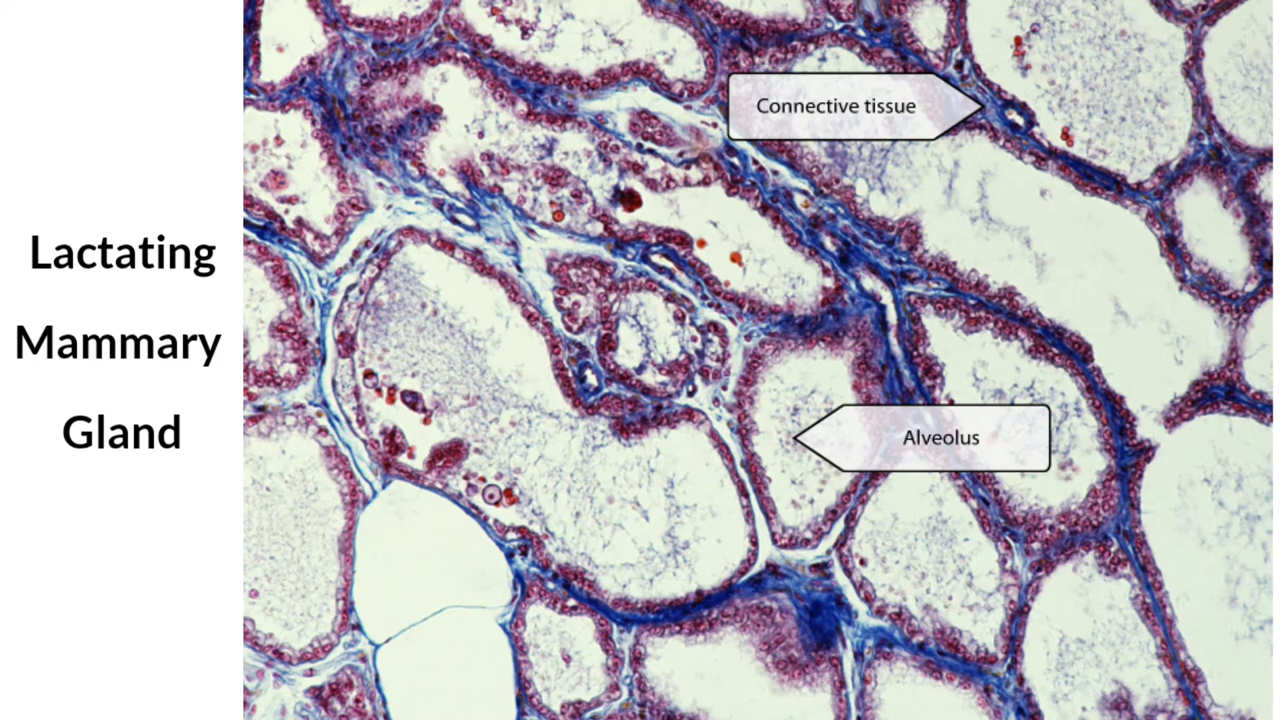 Lactating
Mammary
Gland
Connective tissue
Alveolus